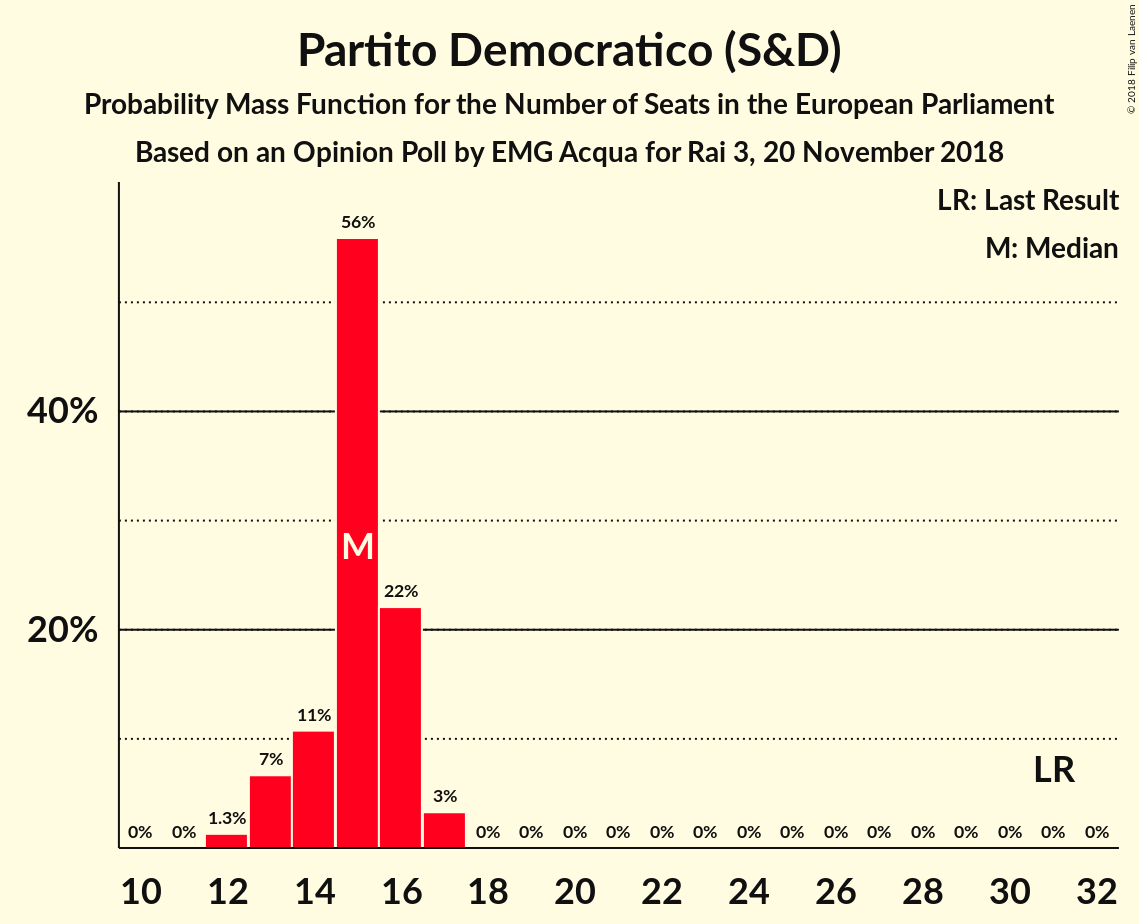 Partito Democratico (S&D)
Probability Mass Function for the Number of Seats in the European Parliament
Based on an Opinion Poll by EMG Acqua for Rai 3, 20 November 2018
© 2018 Filip van Laenen
LR: Last Result
M: Median
56%
40%
M
22%
20%
11%
7%
LR
3%
1.3%
0% 0% 0% 0% 0% 0% 0% 0% 0% 0% 0% 0% 0% 0% 0% 0% 0%
10 12 14 16 18 20 22 24 26 28 30 32